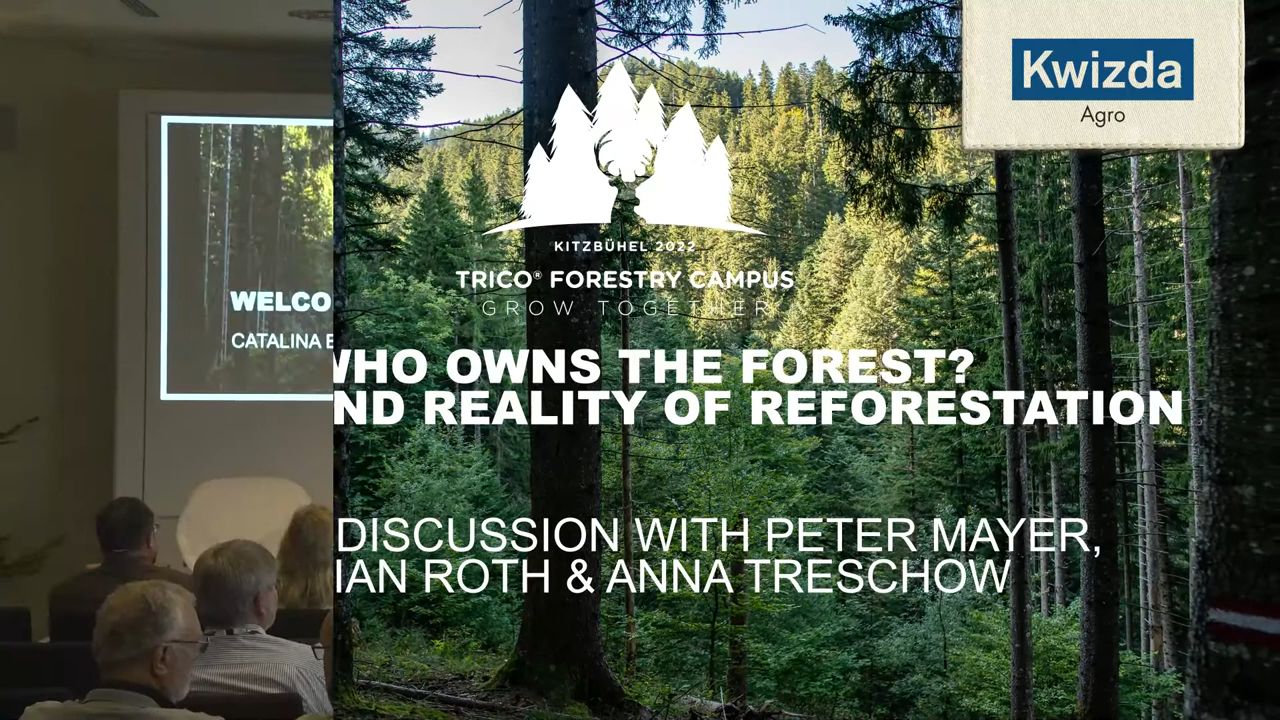 Kwizda
Agro
KITZBÜHEL 2022
TRICO® FORESTRY CAMPUS
GROW TOGETHER
WELCO
CATALINA
WHO OWNS THE FOREST?
ND REALITY OF REFORESTATION
DISCUSSION WITH PETER MAYER,
IAN ROTH & ANNA TRESCHOW